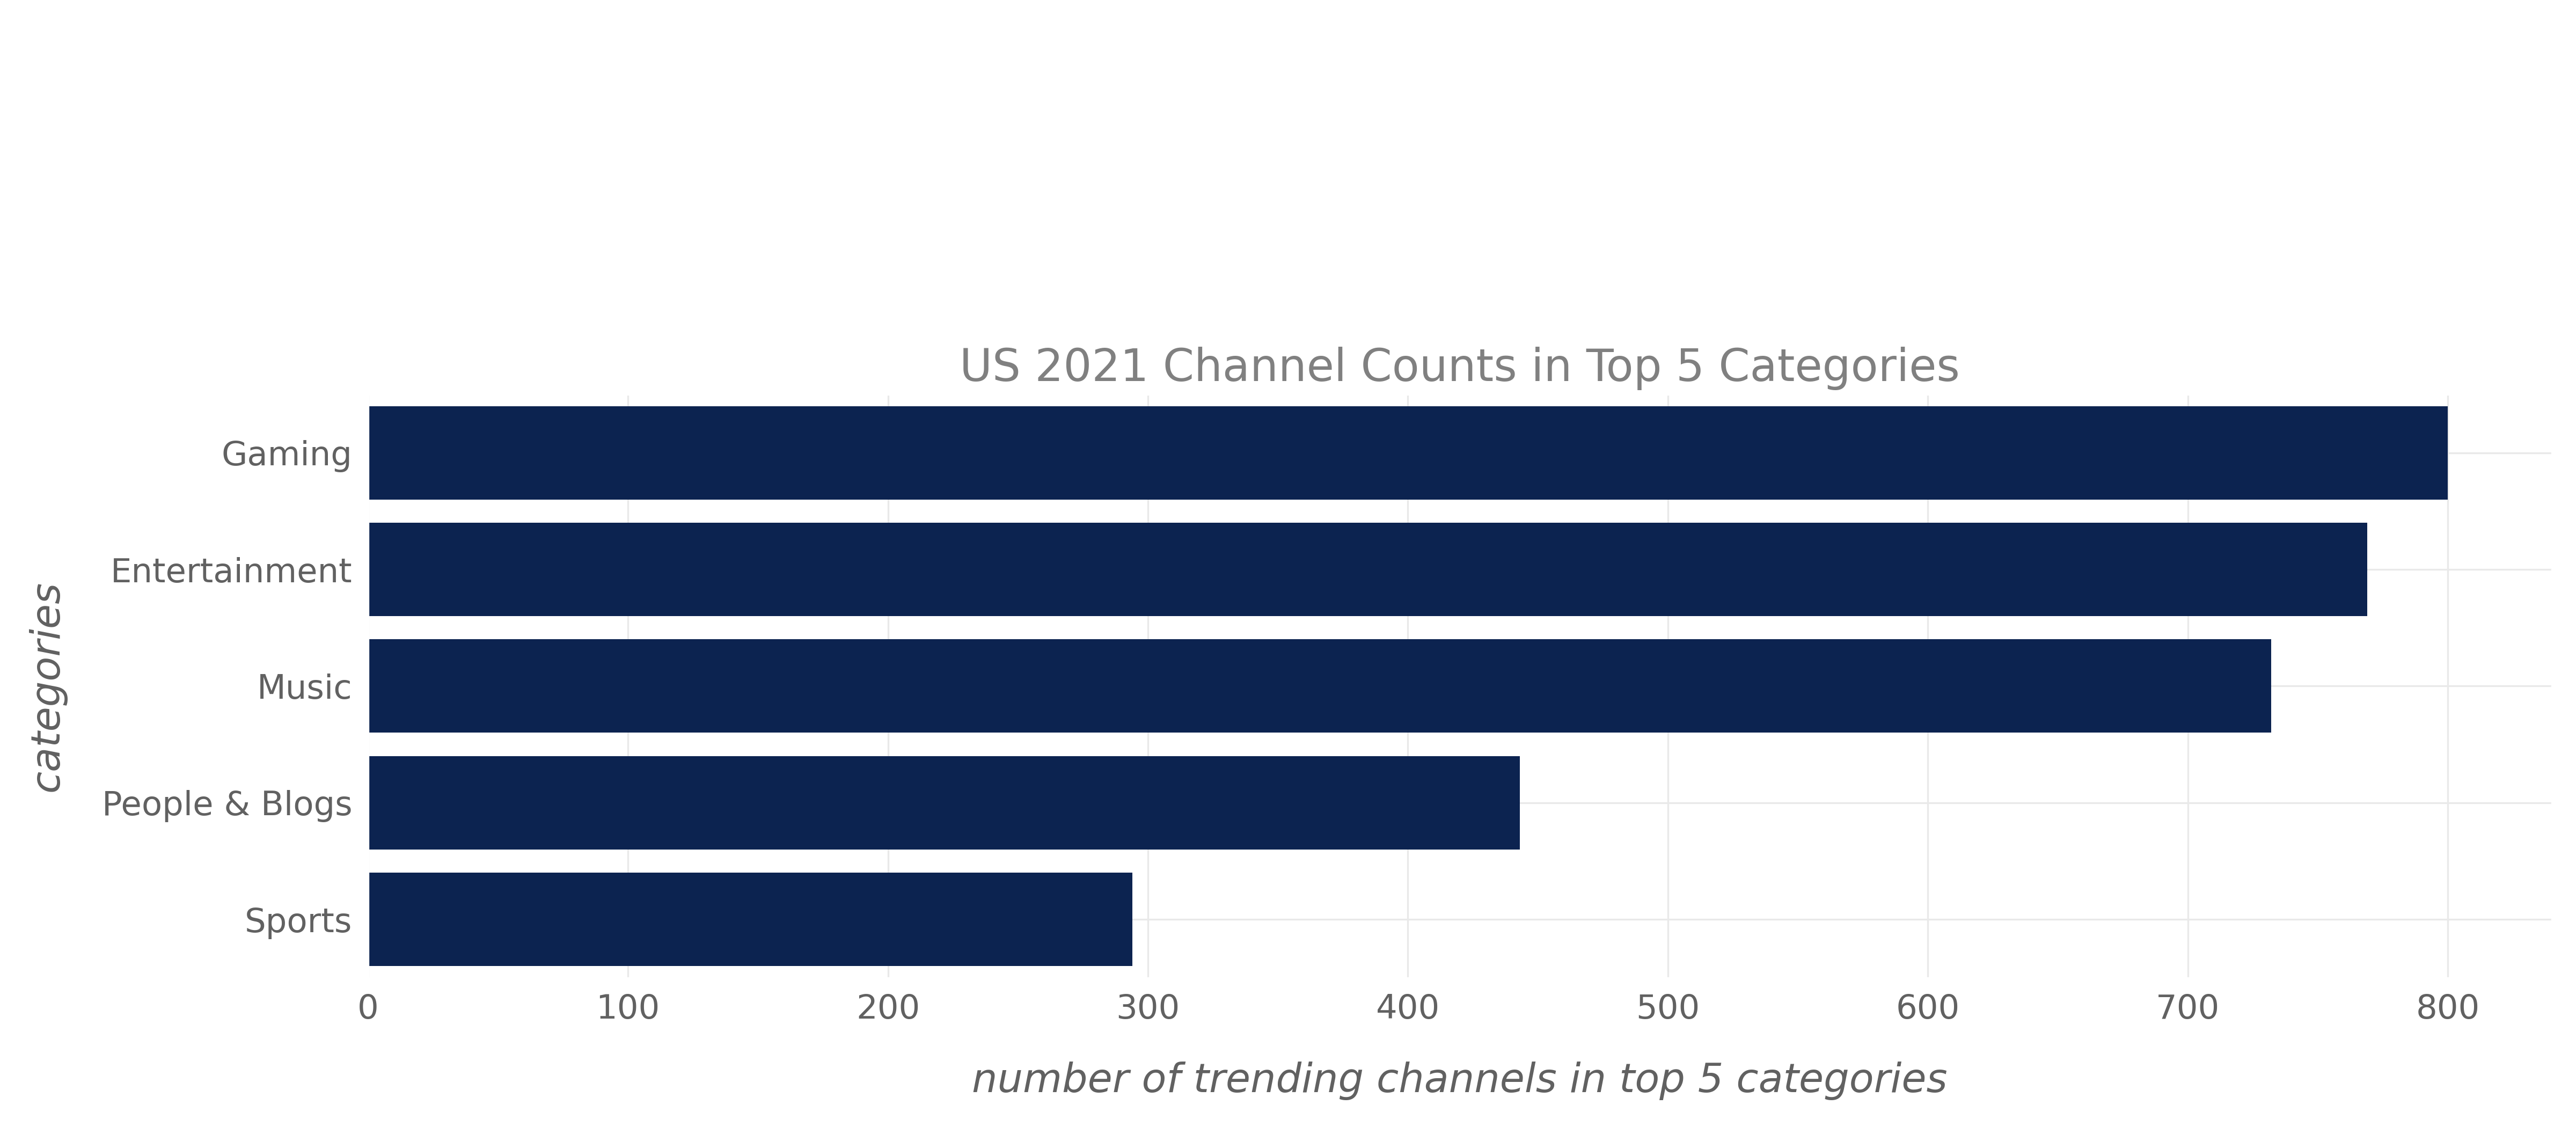 US 2021 Channel Counts in Top 5 Categories
Gaming
Entertainment
Music
People & Blogs
Sports
categories
0 100 200 300 400 500 600 700 800
number of trending channels in top 5 categories